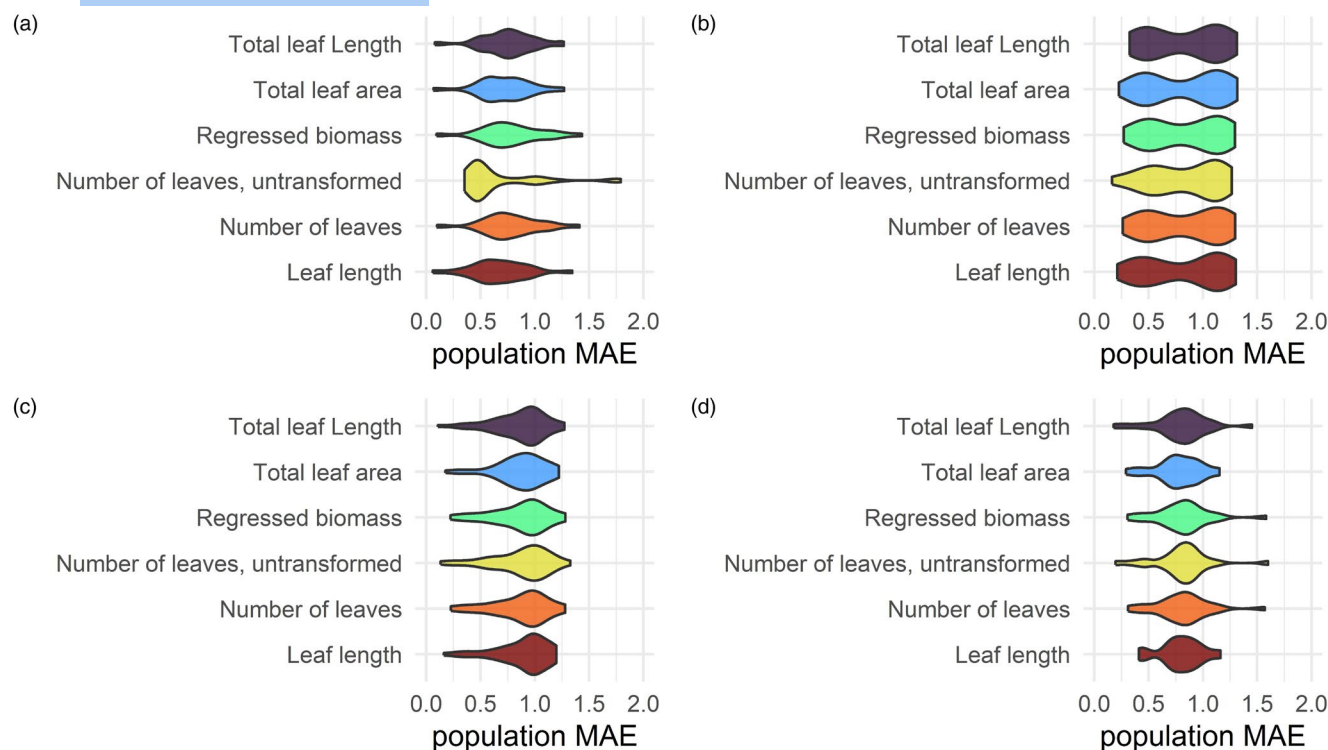 (a)
Total leaf Length
Total leaf area
Regressed biomass
Number of leaves, untransformed
Number of leaves
Leaf length
0.0 0.5 1.0 1.5 2.0
population MAE
(b)
Total leaf Length
Total leaf area
Regressed biomass
Number of leaves, untransformed
Number of leaves
Leaf length
0.0 0.5 1.0 1.5 2.0
population MAE
(c)
Total leaf Length
Total leaf area
Regressed biomass
Number of leaves, untransformed
Number of leaves
Leaf length
0.0 0.5 1.0 1.5 2.0
population MAE
(d)
Total leaf Length
Total leaf area
Regressed biomass
Number of leaves, untransformed
Number of leaves
Leaf length
0.0 0.5 1.0 1.5 2.0
population MAE